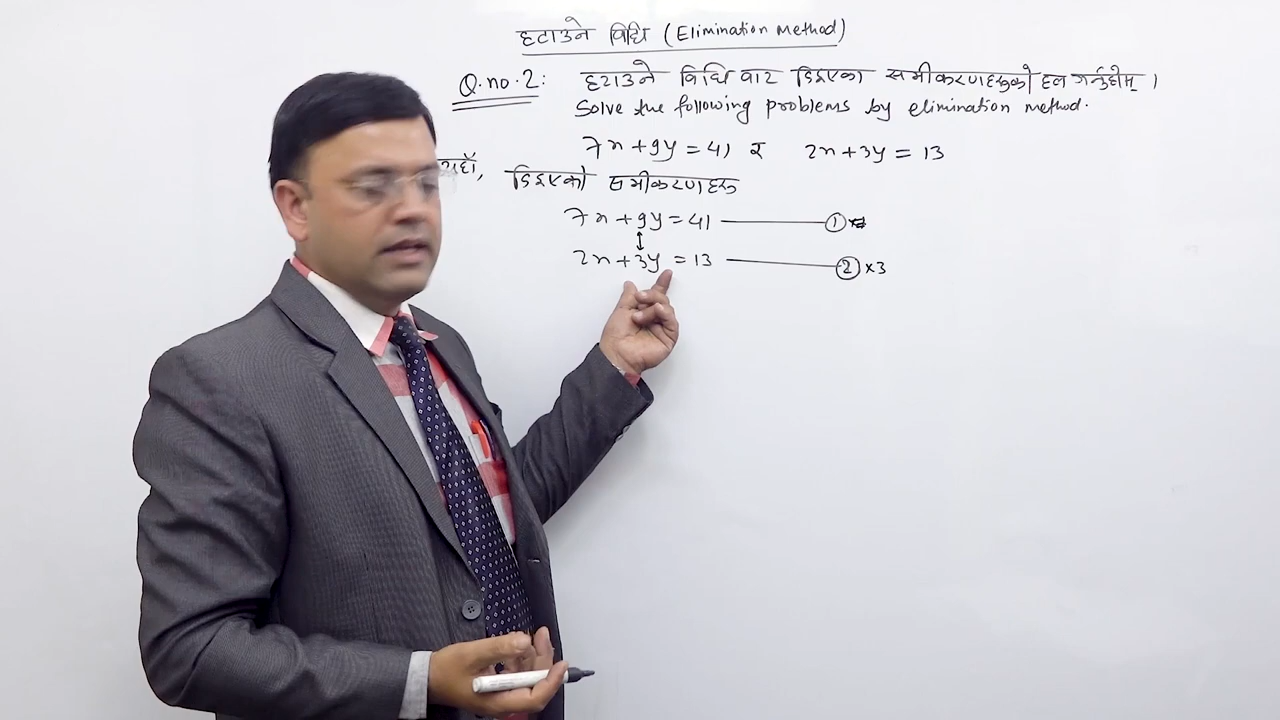 हटाउने विधि (Elimination Method)
Q.no.2: हटाउने विधि वाट दिइएका समीकरणहरुको हल गर्नुहोस् ।
Solve the following problems by elimination method.
7x + 9y = 41 र 2x + 3y = 13
यहाँ, दिइएको समीकरणहरु
7x + 9y = 41 ——— ①
2x + 3y = 13 ——— ② ×3